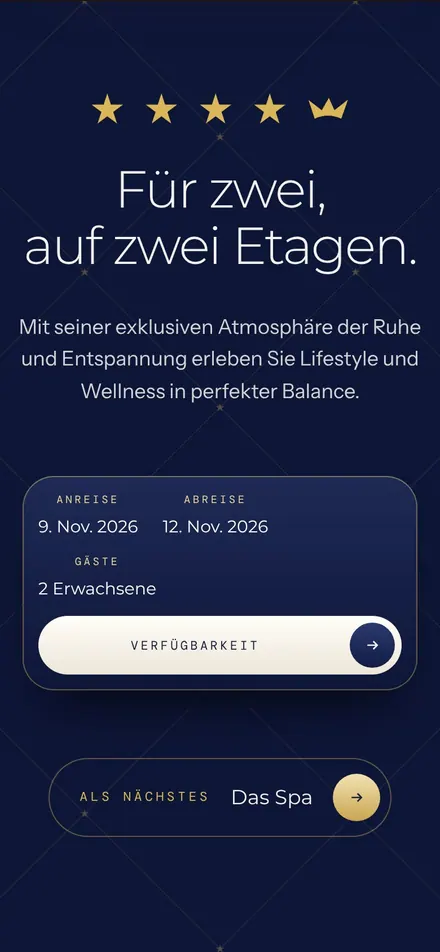 Für zwei,
auf zwei Etagen.
Mit seiner exklusiven Atmosphäre der Ruhe
und Entspannung erleben Sie Lifestyle und
Wellness in perfekter Balance.
ANREISE ABREISE
9. Nov. 2026 12. Nov. 2026
GÄSTE
2 Erwachsene
VERFÜGBARKEIT
ALS NÄCHSTES Das Spa